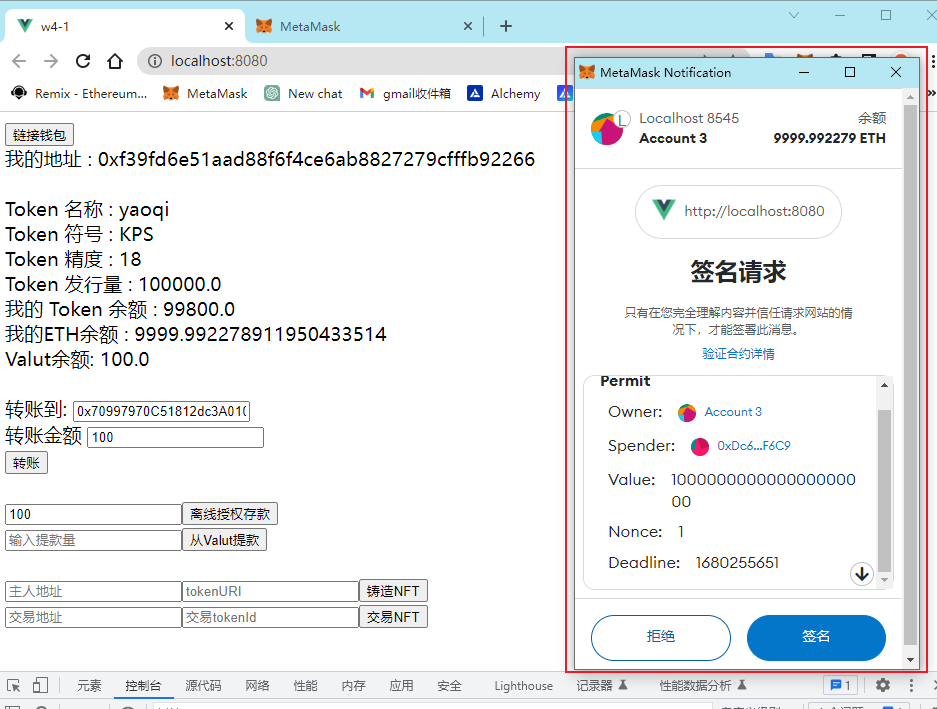 w4-1
MetaMask
localhost:8080
Remix - Ethereum...
MetaMask
New chat
gmail收件箱
Alchemy
链接钱包
我的地址 : 0xf39fd6e51aad88f6f4ce6ab8827279cfffb92266
Token 名称 : yaoqi
Token 符号 : KPS
Token 精度 : 18
Token 发行量 : 100000.0
我的 Token 余额 : 99800.0
我的ETH余额 : 9999.992278911950433514
Valut余额: 100.0
转账到: 0x70997970C51812dc3A010
转账金额 100
转账
100 离线授权存款
输入提款量 从Valut提款
主人地址 tokenURI 铸造NFT
交易地址 交易tokenId 交易NFT
MetaMask Notification
L Localhost 8545 余额
Account 3 9999.992279 ETH
http://localhost:8080
签名请求
只有在您完全理解内容并信任请求网站的情
况下，才能签署此消息。
验证合约详情
Permit
Owner: Account 3
Spender: 0xDc6...F6C9
Value: 1000000000000000000
00
Nonce: 1
Deadline: 1680255651
拒绝 签名
元素 控制台 源代码 网络 性能 内存 应用 安全 Lighthouse 记录器 性能数据分析 1